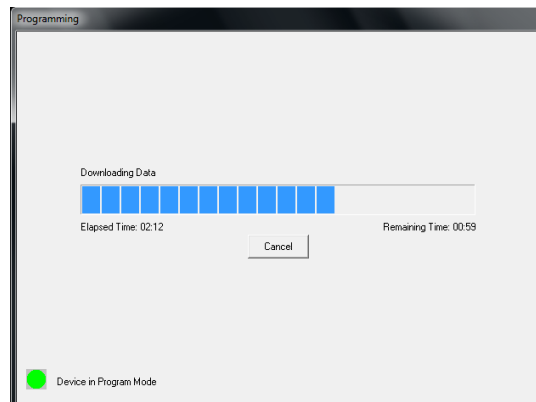 Programming
Downloading Data
Elapsed Time: 02:12
Remaining Time: 00:59
Cancel
Device in Program Mode